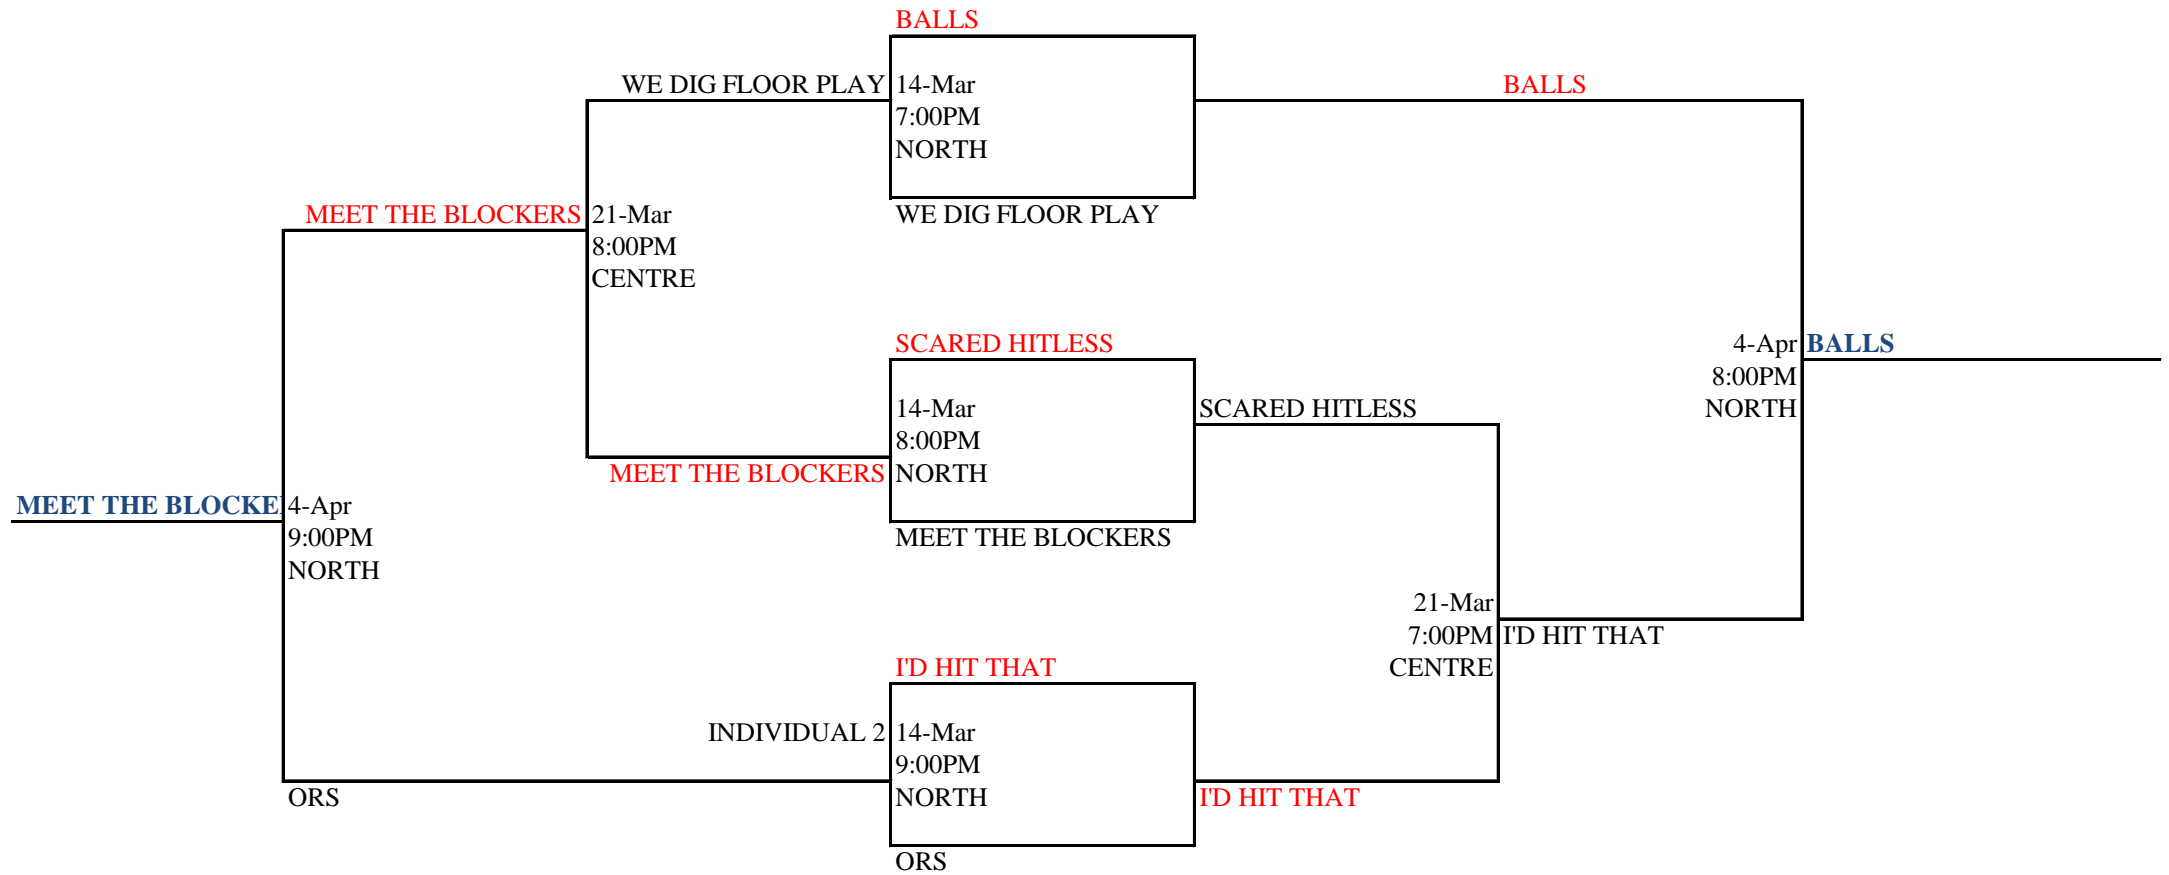 BALLS
WE DIG FLOOR PLAY
14-Mar
7:00PM
NORTH
BALLS
MEET THE BLOCKERS
21-Mar
8:00PM
CENTRE
WE DIG FLOOR PLAY
SCARED HITLESS
4-Apr
8:00PM
NORTH
BALLS
14-Mar
8:00PM
NORTH
SCARED HITLESS
MEET THE BLOCKERS
MEET THE BLOCKE
4-Apr
9:00PM
NORTH
MEET THE BLOCKERS
21-Mar
7:00PM
CENTRE
I'D HIT THAT
I'D HIT THAT
INDIVIDUAL 2
14-Mar
9:00PM
NORTH
ORS
I'D HIT THAT
ORS